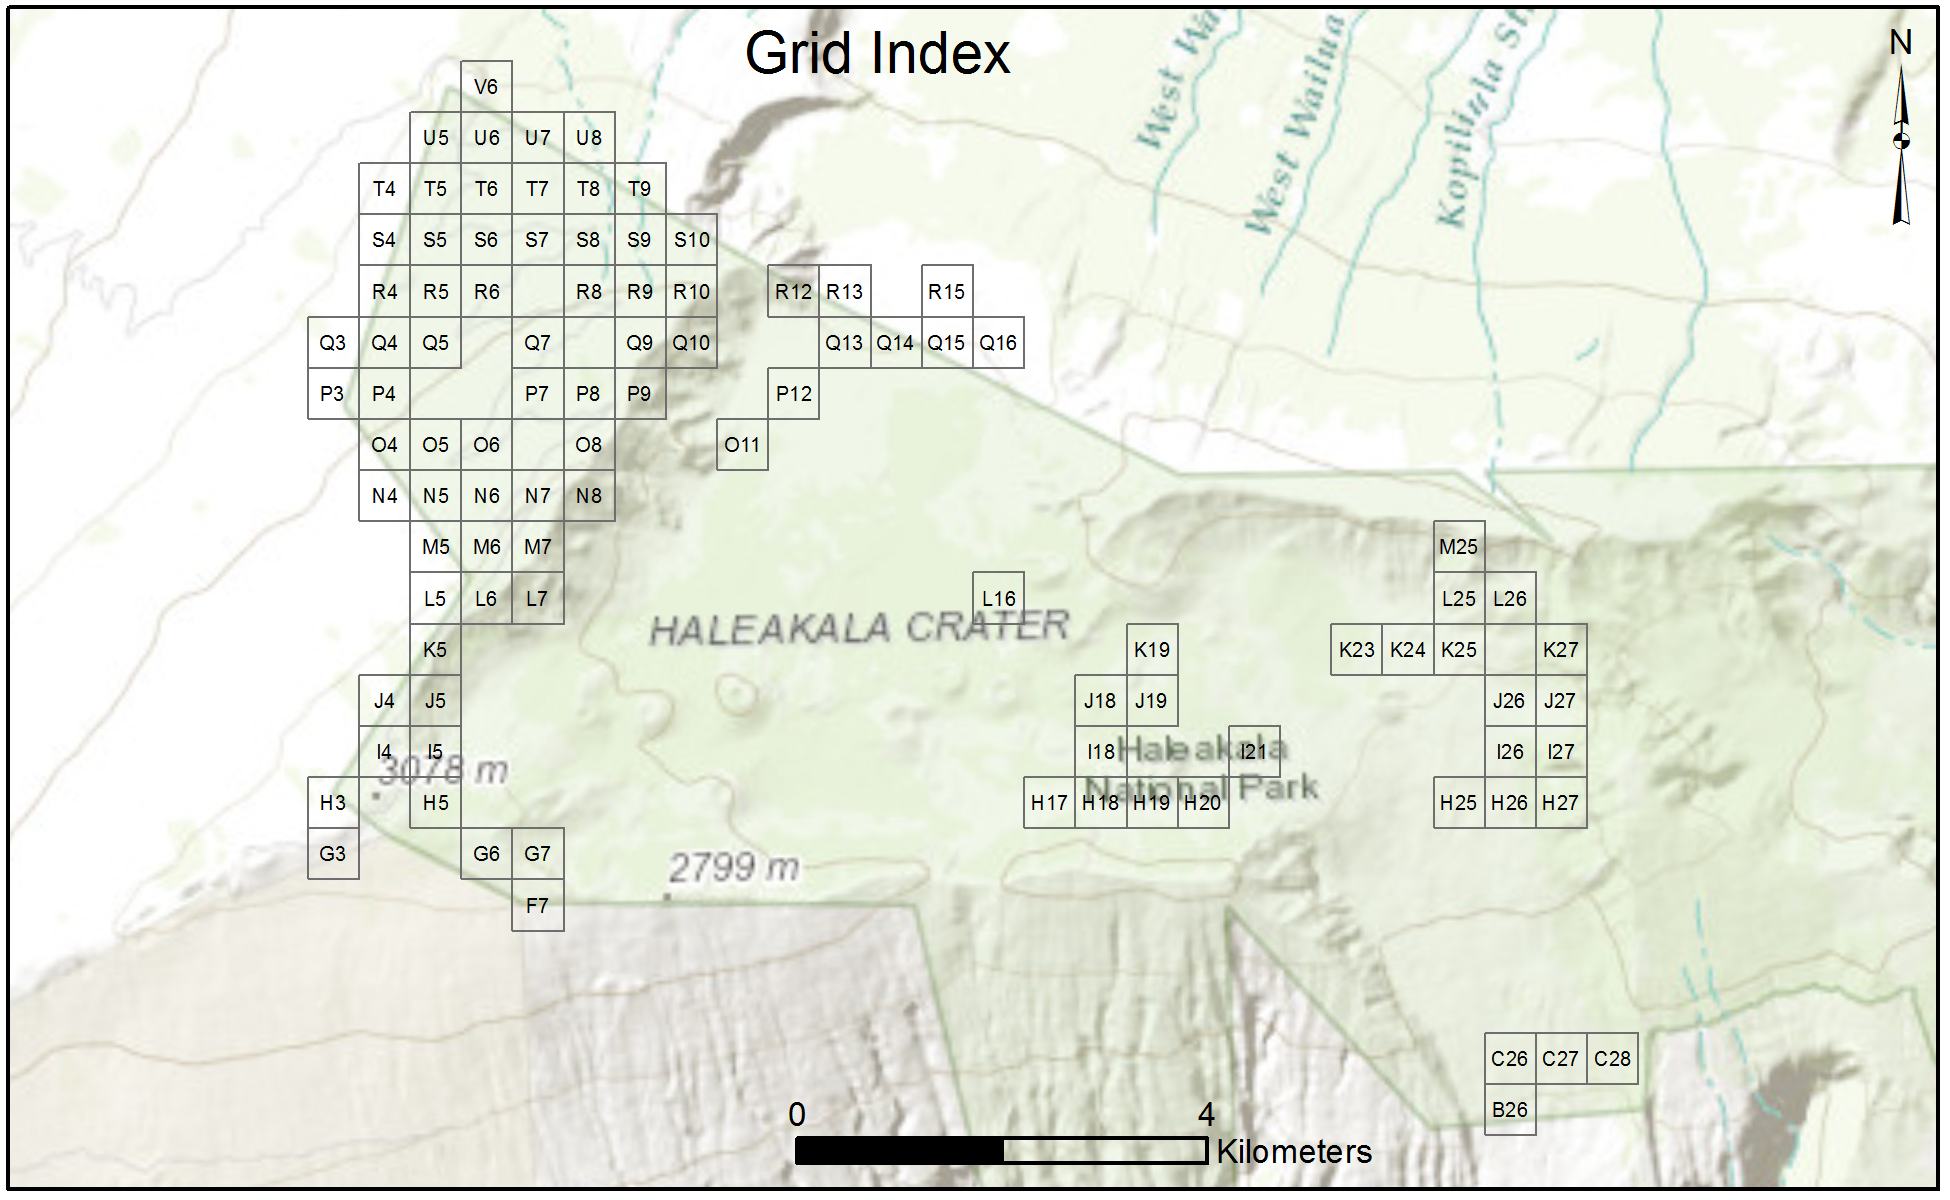 Grid Index
N
West Wa
West Wailua
Kopiliula St
V6
U5 U6 U7 U8
T4 T5 T6 T7 T8 T9
S4 S5 S6 S7 S8 S9 S10
R4 R5 R6 R8 R9 R10 R12 R13 R15
Q3 Q4 Q5 Q7 Q9 Q10 Q13 Q14 Q15 Q16
P3 P4 P7 P8 P9 P12
O4 O5 O6 O8 O11
N4 N5 N6 N7 N8
M5 M6 M7 M25
L5 L6 L7 L16 L25 L26
HALEAKALA CRATER
K5 K19 K23 K24 K25 K27
J4 J5 J18 J19 J26 J27
I4 I5 I18 I21 I26 I27
Haleakala
National Park
3078 m
H3 H5 H17 H18 H19 H20 H25 H26 H27
G3 G6 G7
2799 m
F7
C26 C27 C28
B26
0 4
Kilometers